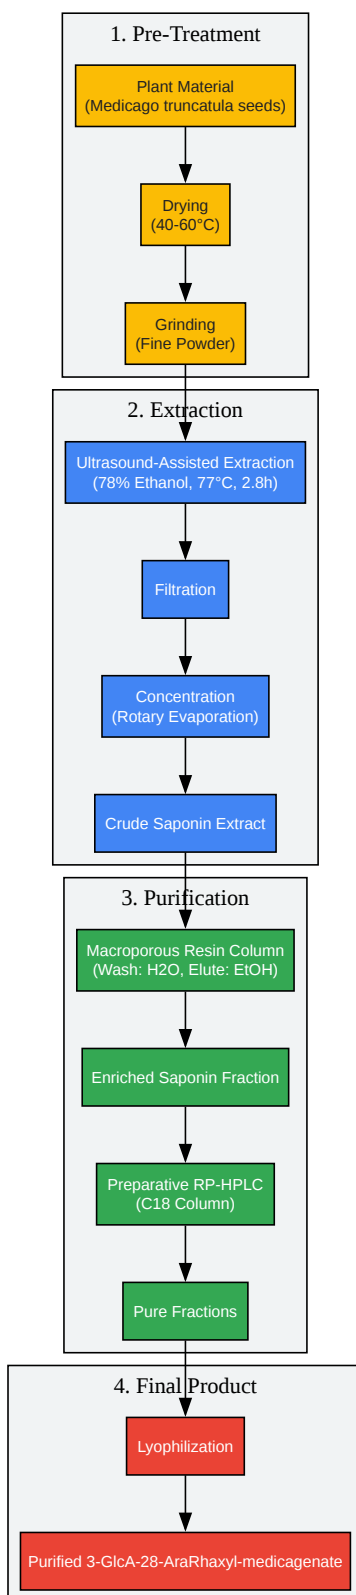 1. Pre-Treatment
Plant Material
(Medicago truncatula seeds)
Drying
(40-60°C)
Grinding
(Fine Powder)
2. Extraction
Ultrasound-Assisted Extraction
(78% Ethanol, 77°C, 2.8h)
Filtration
Concentration
(Rotary Evaporation)
Crude Saponin Extract
3. Purification
Macroporous Resin Column
(Wash: H2O, Elute: EtOH)
Enriched Saponin Fraction
Preparative RP-HPLC
(C18 Column)
Pure Fractions
4. Final Product
Lyophilization
Purified 3-GlcA-28-AraRhaxyl-medicagenate